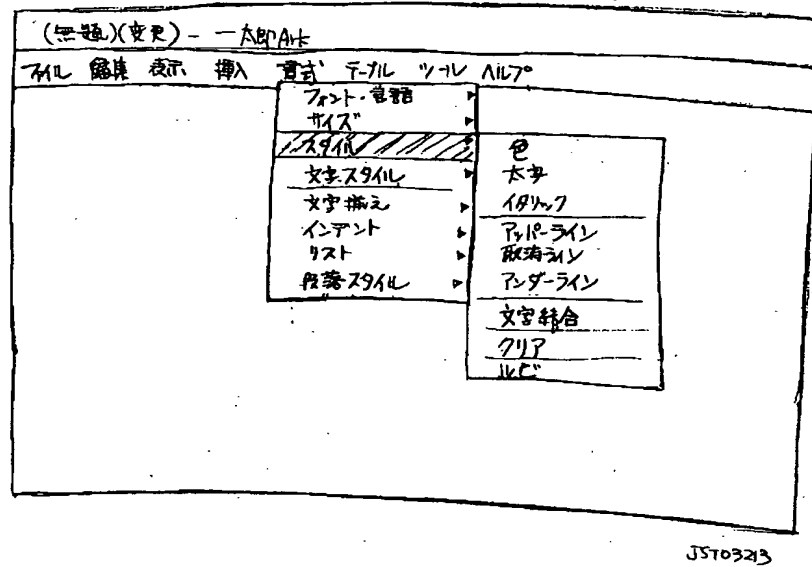 (無題)(変更) - 一太郎Ark
ファイル 編集 表示 挿入 書式 テーブル ツール ヘルプ
フォント・言語
サイズ
スタイル
文字スタイル
文字揃え
インデント
リスト
段落スタイル
色
太字
イタリック
アッパーライン
取消ライン
アンダーライン
文字結合
クリア
ルビ
JST03213